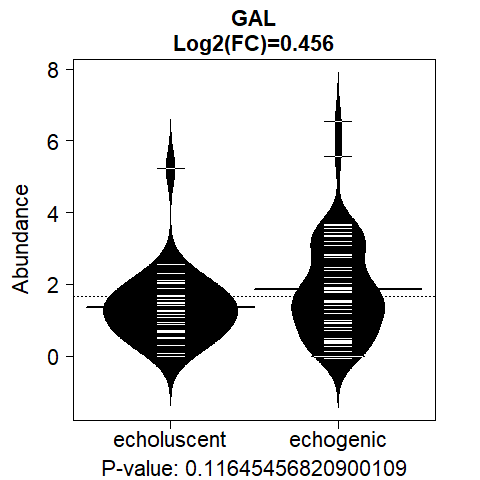 GAL
Log2(FC)=0.456
Abundance
8
6
4
2
0
echoluscent echogenic
P-value: 0.11645456820900109